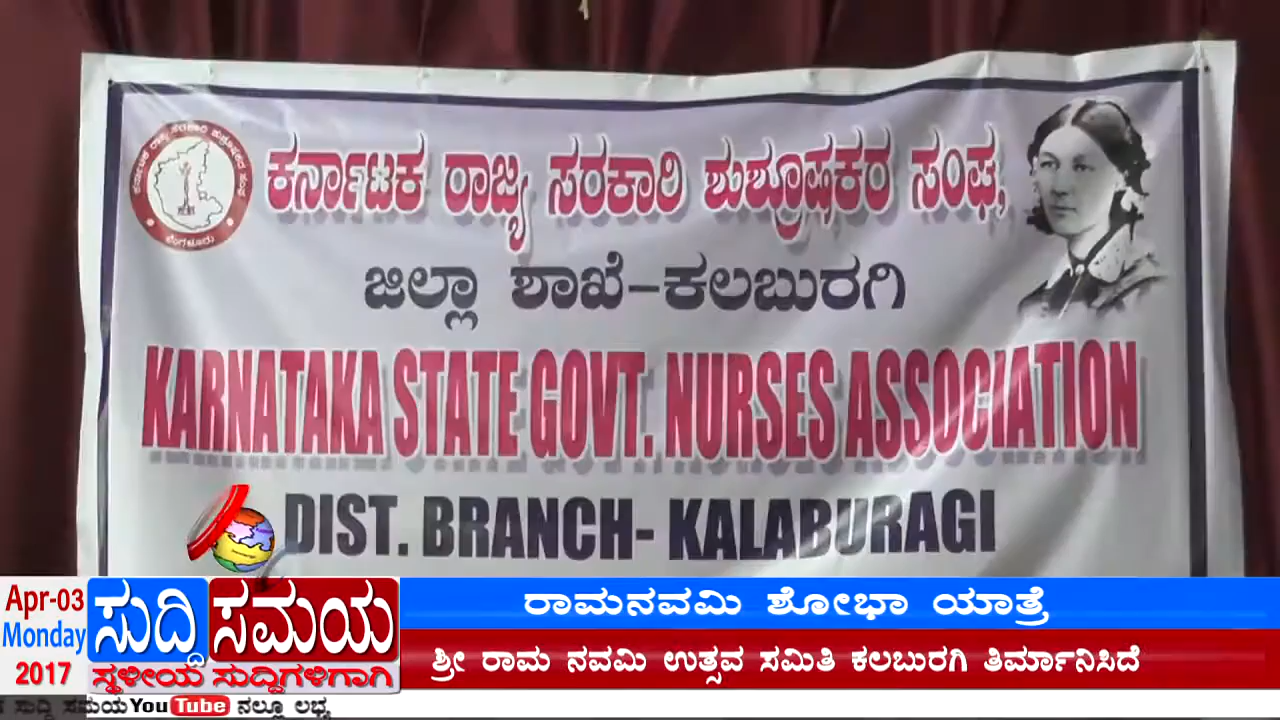 ಕರ್ನಾಟಕ ರಾಜ್ಯ ಸರಕಾರಿ ಶುಶ್ರೂಷಕರ ಸಂಘ,
ಬೆಂಗಳೂರು
ಜಿಲ್ಲಾ ಶಾಖೆ-ಕಲಬುರಗಿ
KARNATAKA STATE GOVT. NURSES ASSOCIATION
DIST. BRANCH- KALABURAGI
Apr-03
Monday
2017
ಸುದ್ದಿ ಸಮಯ
ಸ್ಥಳೀಯ ಸುದ್ದಿಗಳಿಗಾಗಿ
ರಾಮನವಮಿ ಶೋಭಾ ಯಾತ್ರೆ
ಶ್ರೀ ರಾಮ ನವಮಿ ಉತ್ಸವ ಸಮಿತಿ ಕಲಬುರಗಿ ತಿರ್ಮಾನಿಸಿದೆ
ಸುದ್ದಿ ಸಮಯ YouTube ನಲ್ಲೂ ಲಭ್ಯ